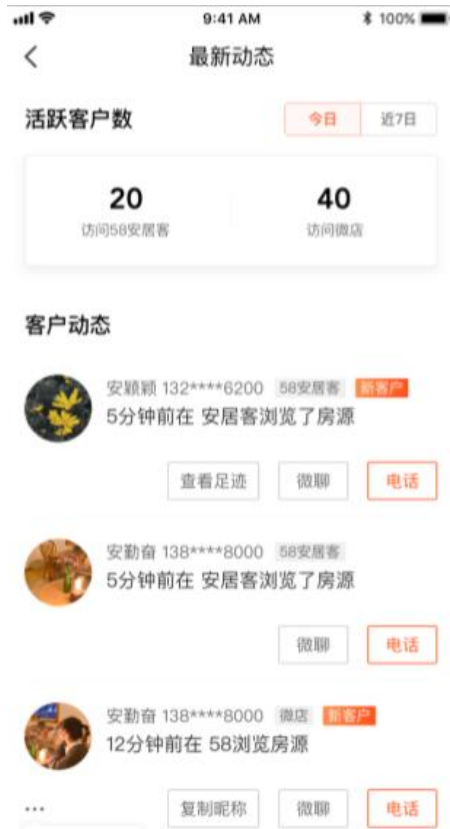 9:41 AM 100%
最新动态
活跃客户数 今日 近7日
20 40
访问58安居客 访问微店
客户动态
安颖颖 132****6200 58安居客 新客户
5分钟前在 安居客浏览了房源
查看足迹 微聊 电话
安勤奋 138****8000 58安居客
5分钟前在 安居客浏览了房源
微聊 电话
安勤奋 138****8000 微店 新客户
12分钟前在 58浏览房源
... 复制昵称 微聊 电话